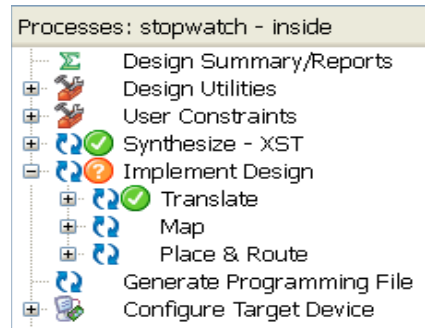 Processes: stopwatch - inside
Design Summary/Reports
Design Utilities
User Constraints
Synthesize - XST
Implement Design
Translate
Map
Place & Route
Generate Programming File
Configure Target Device